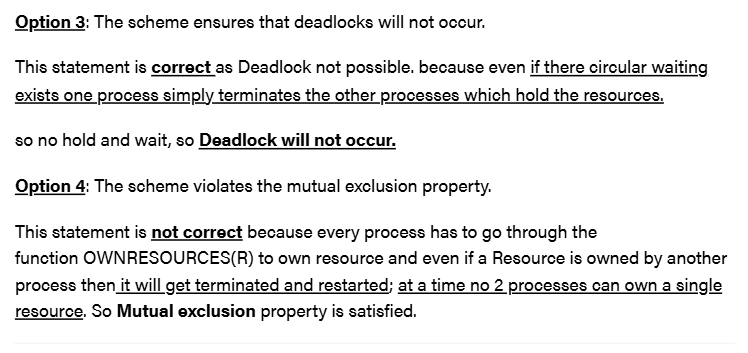 Option 3: The scheme ensures that deadlocks will not occur.
This statement is correct as Deadlock not possible. because even if there circular waiting
exists one process simply terminates the other processes which hold the resources.
so no hold and wait, so Deadlock will not occur.
Option 4: The scheme violates the mutual exclusion property.
This statement is not correct because every process has to go through the
function OWNRESOURCES(R) to own resource and even if a Resource is owned by another
process then it will get terminated and restarted; at a time no 2 processes can own a single
resource. So Mutual exclusion property is satisfied.